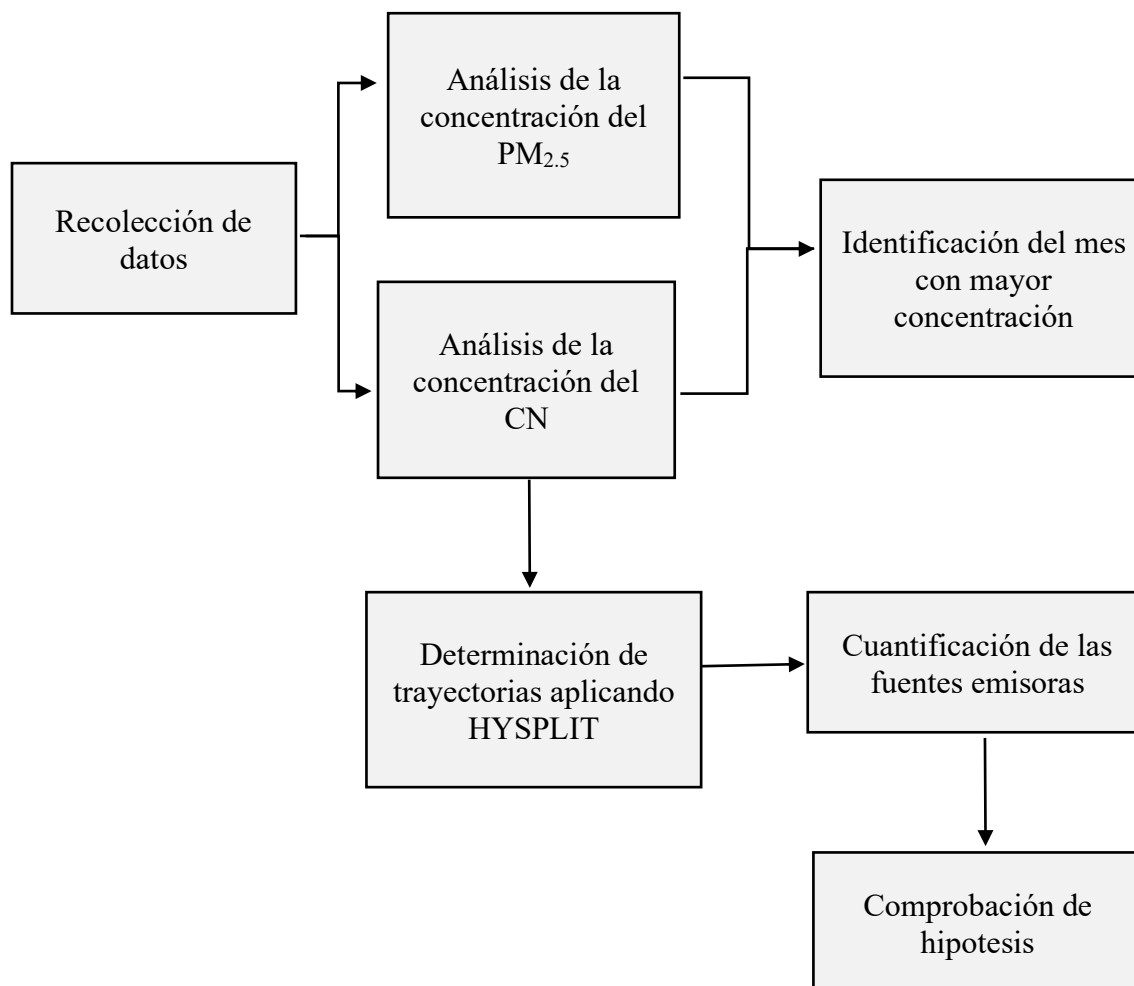 Recolección de
datos
Análisis de la
concentración del
PM₂.₅
Análisis de la
concentración del
CN
Identificación del mes
con mayor
concentración
Determinación de
trayectorias aplicando
HYSPLIT
Cuantificación de las
fuentes emisoras
Comprobación de
hipotesis